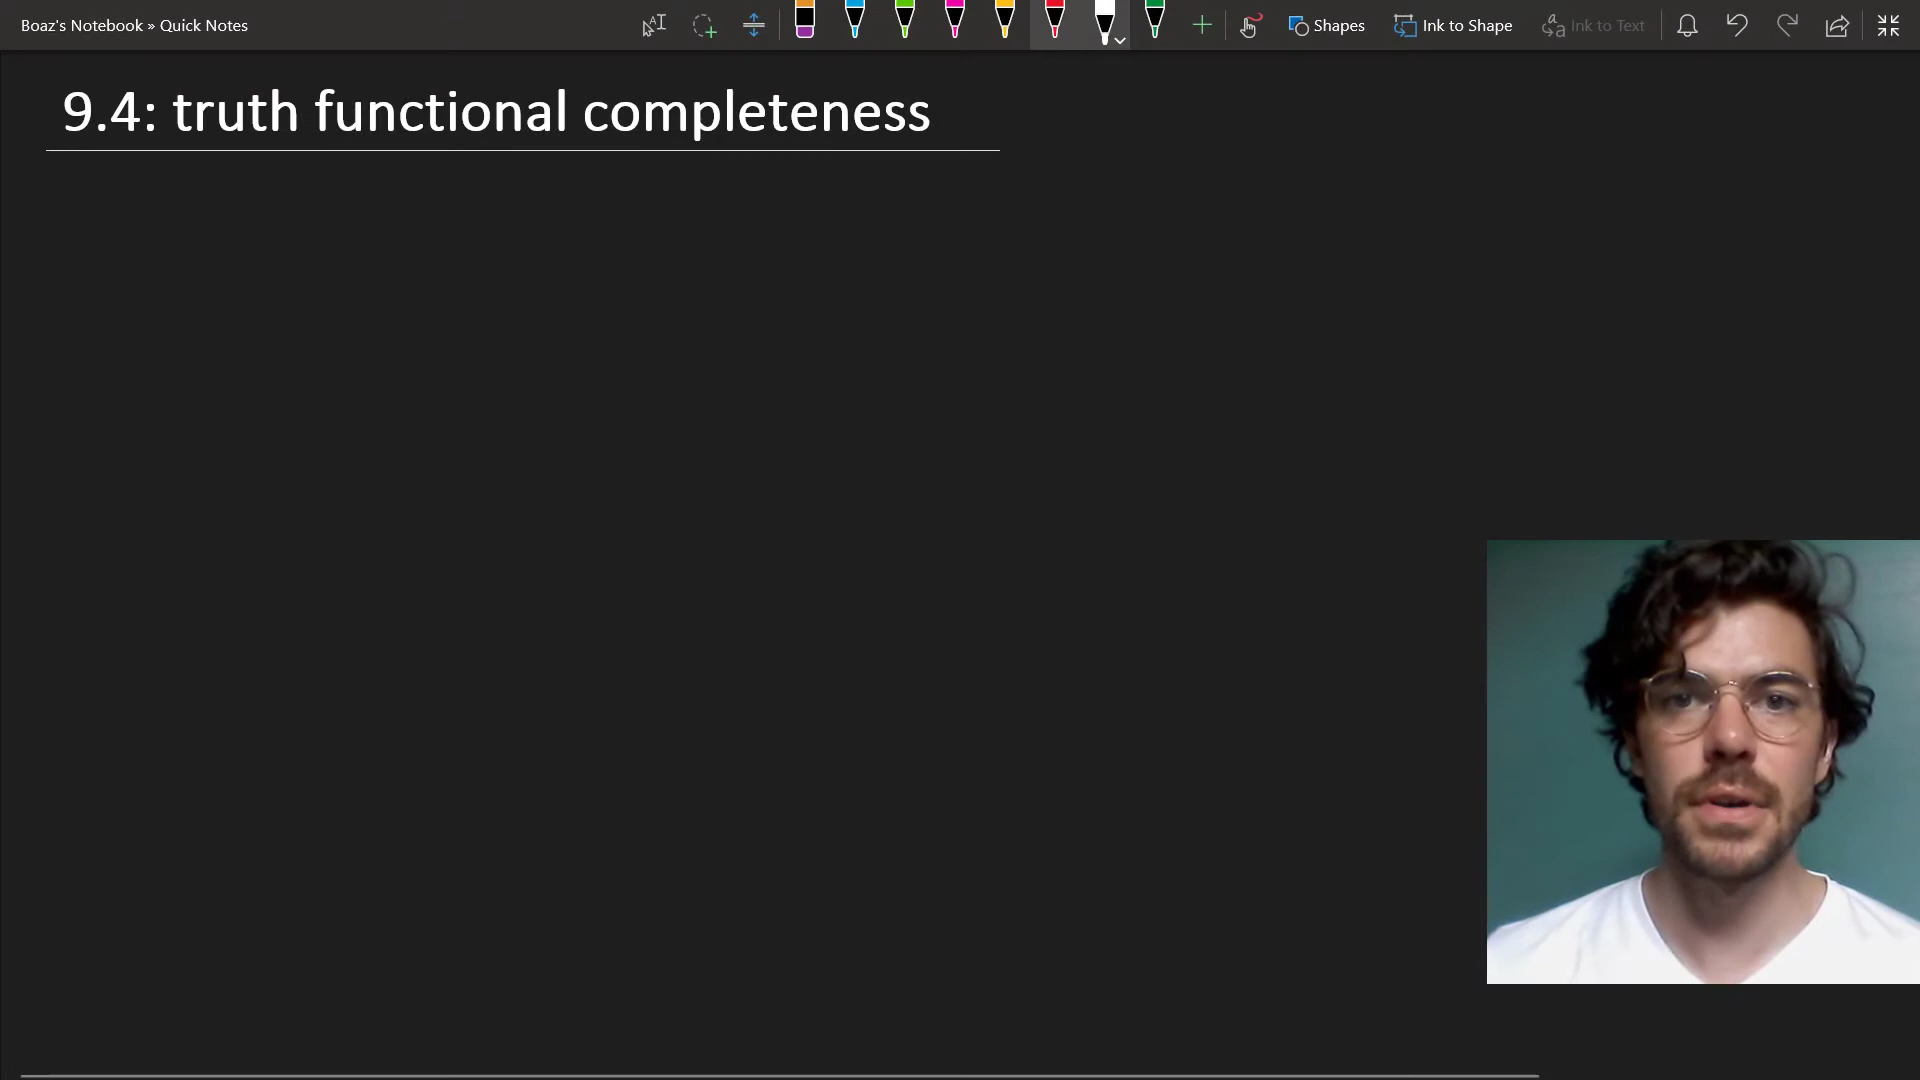 Boaz's Notebook » Quick Notes
Shapes
Ink to Shape
Ink to Text
9.4: truth functional completeness